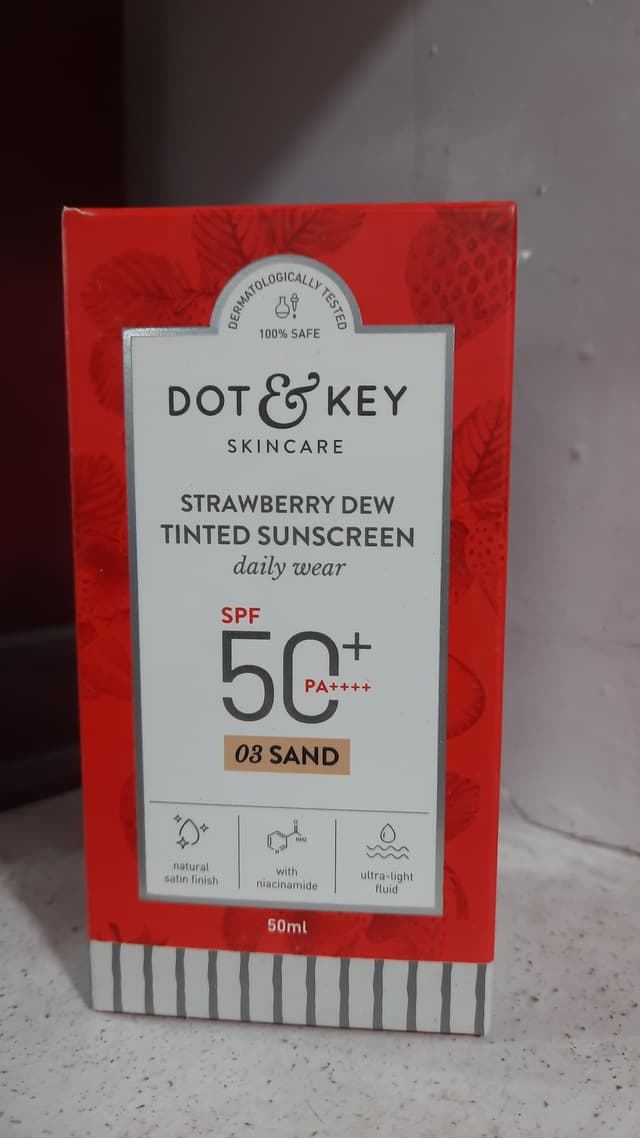 DERMATOLOGICALLY TESTED
100% SAFE
DOT & KEY
SKINCARE
STRAWBERRY DEW
TINTED SUNSCREEN
daily wear
SPF
50+
PA++++
03 SAND
natural
satin finish
N
O
NH2
with
niacinamide
ultra-light
fluid
50ml